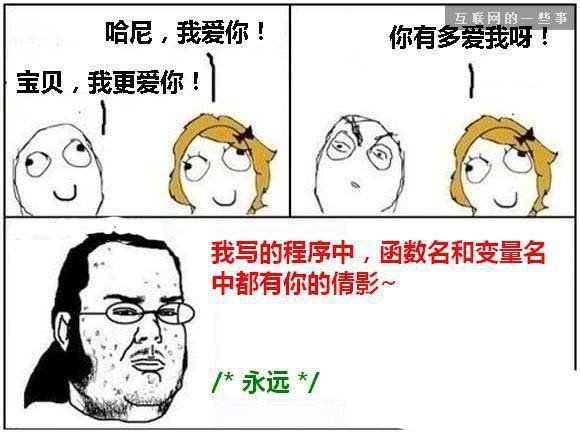 互联网的一些事
哈尼，我爱你！
宝贝，我更爱你！
你有多爱我呀！
我写的程序中，函数名和变量名
中都有你的倩影~
/* 永远 */